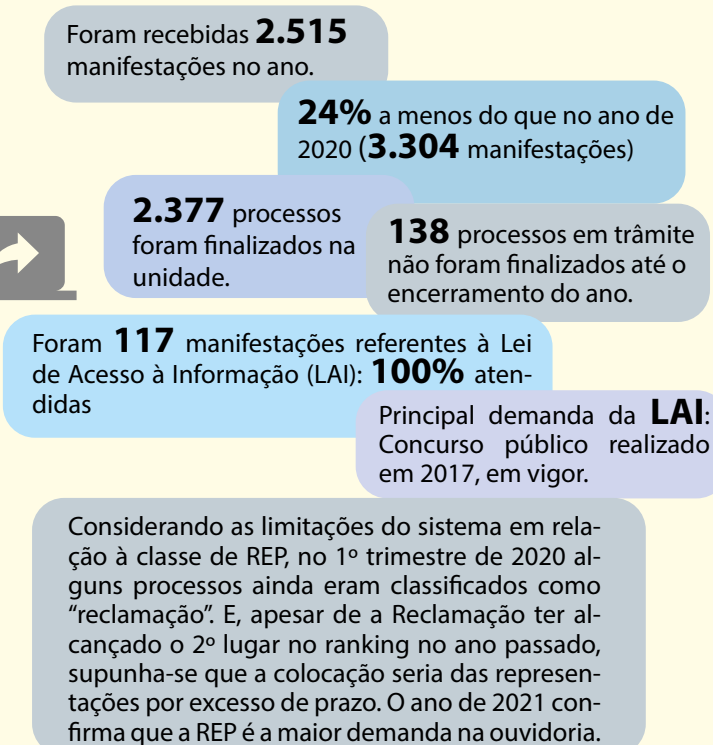 Foram recebidas 2.515
manifestações no ano.
24% a menos do que no ano de
2020 (3.304 manifestações)
2.377 processos
foram finalizados na
unidade.
138 processos em trâmite
não foram finalizados até o
encerramento do ano.
Foram 117 manifestações referentes à Lei
de Acesso à Informação (LAI): 100% aten-
didas
Principal demanda da LAI:
Concurso público realizado
em 2017, em vigor.
Considerando as limitações do sistema em rela-
ção à classe de REP, no 1º trimestre de 2020 al-
guns processos ainda eram classificados como
“reclamação”. E, apesar de a Reclamação ter al-
cançado o 2º lugar no ranking no ano passado,
supunha-se que a colocação seria das represen-
tações por excesso de prazo. O ano de 2021 con-
firma que a REP é a maior demanda na ouvidoria.